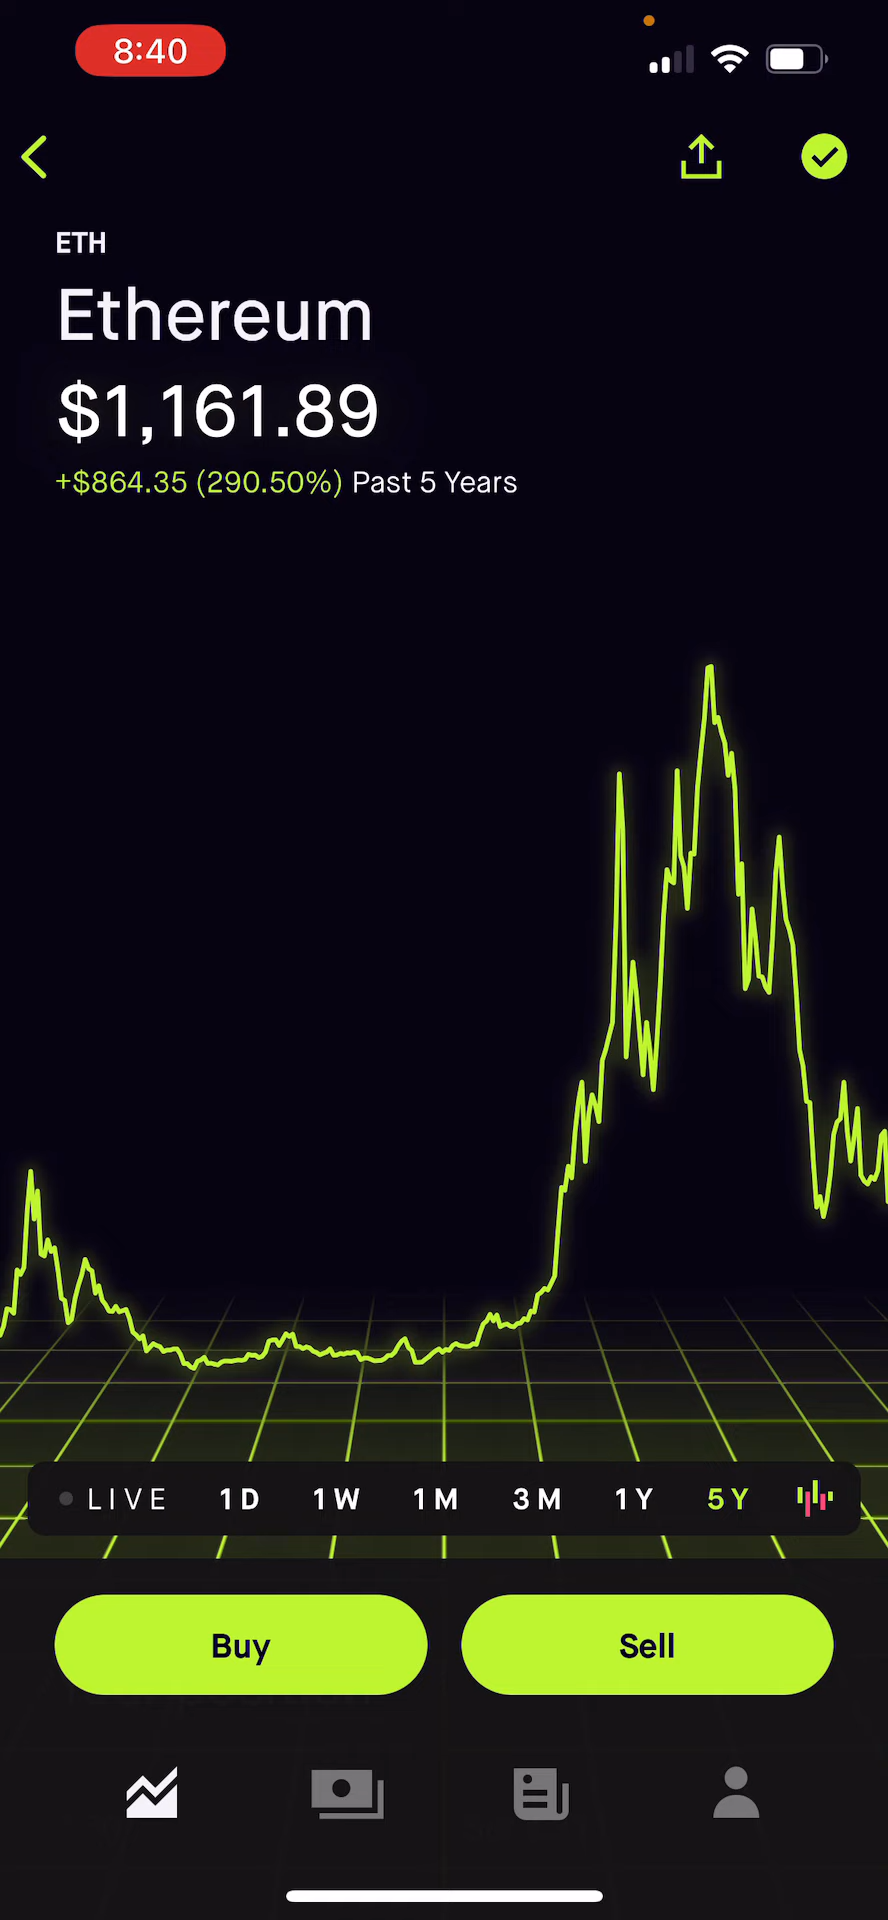 8:40
ETH
Ethereum
$1,161.89
+$864.35 (290.50%) Past 5 Years
LIVE 1D 1W 1M 3M 1Y 5Y
Buy Sell